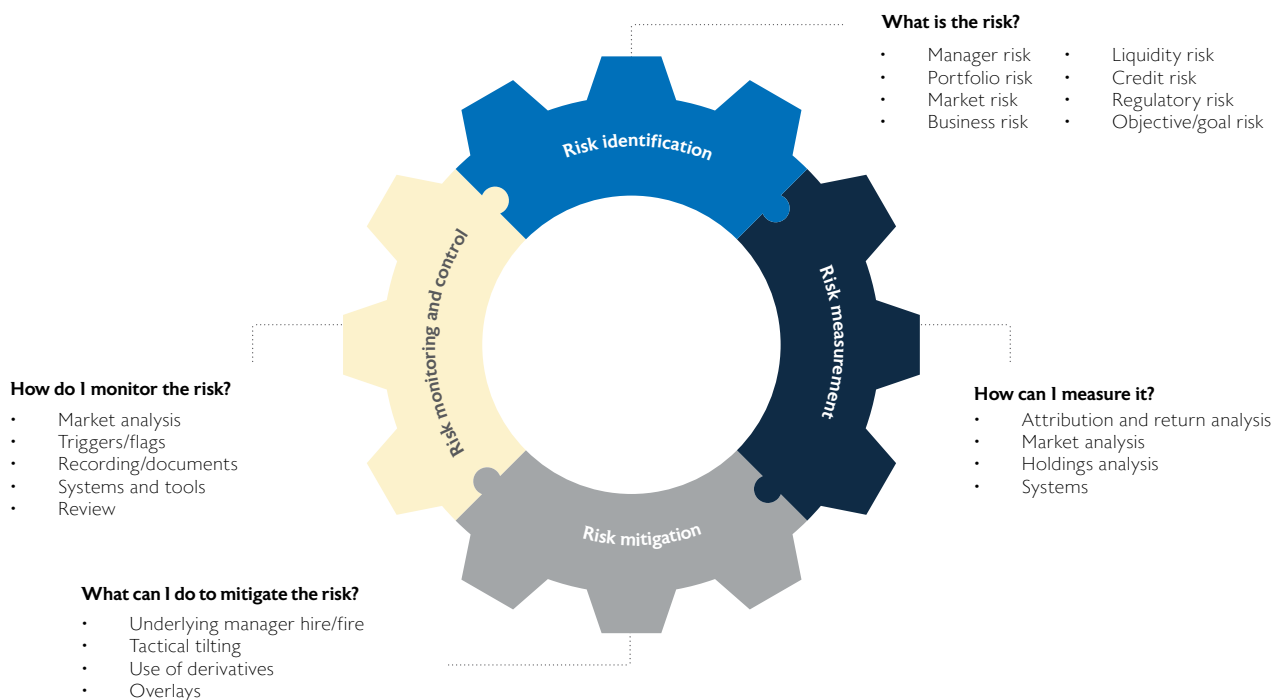 What is the risk?
• Manager risk
• Portfolio risk
• Market risk
• Business risk
• Liquidity risk
• Credit risk
• Regulatory risk
• Objective/goal risk
Risk identification
Risk measurement
How can I measure it?
• Attribution and return analysis
• Market analysis
• Holdings analysis
• Systems
Risk mitigation
What can I do to mitigate the risk?
• Underlying manager hire/fire
• Tactical tilting
• Use of derivatives
• Overlays
Risk monitoring and control
How do I monitor the risk?
• Market analysis
• Triggers/flags
• Recording/documents
• Systems and tools
• Review